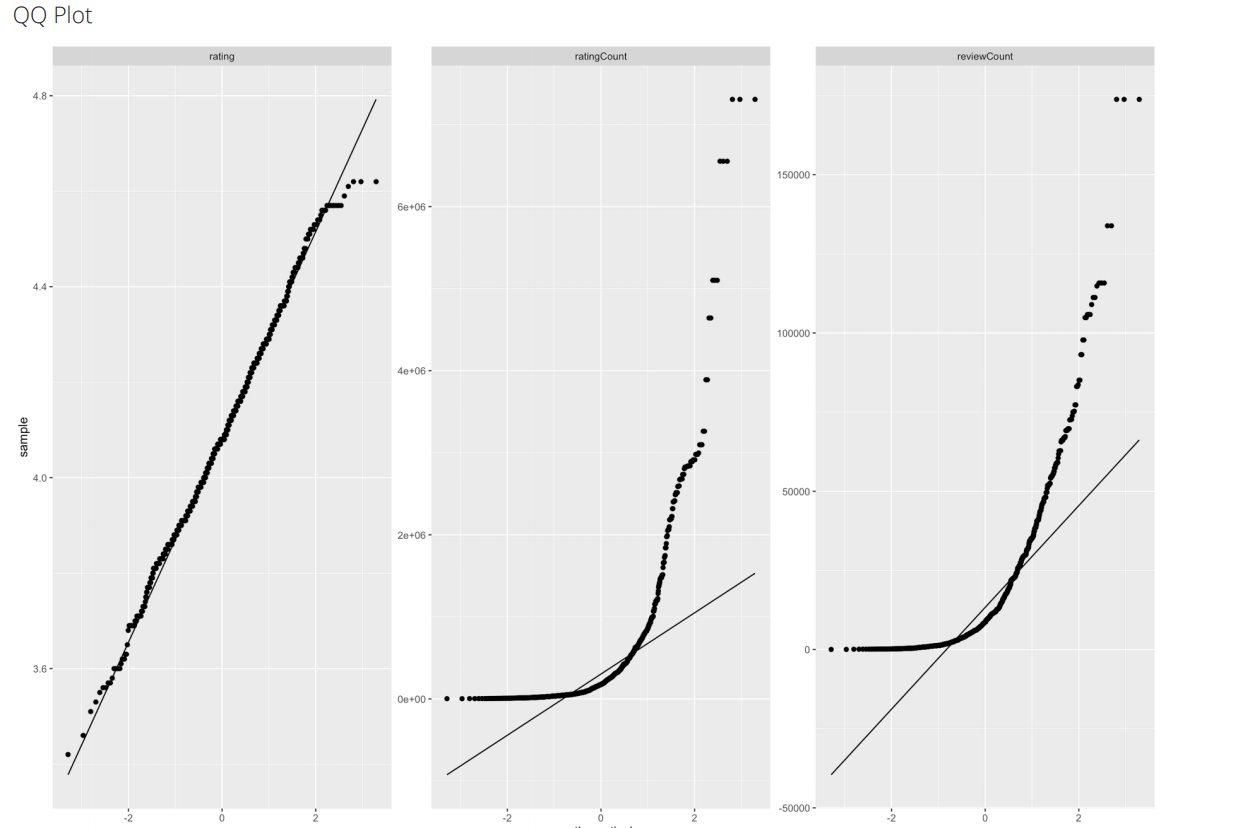 QQ Plot
rating
ratingCount
reviewCount
4.8
4.4
4.0
3.6
sample
6e+06
4e+06
2e+06
0e+00
150000
100000
50000
0
-50000
-2 0 2
-2 0 2
-2 0 2